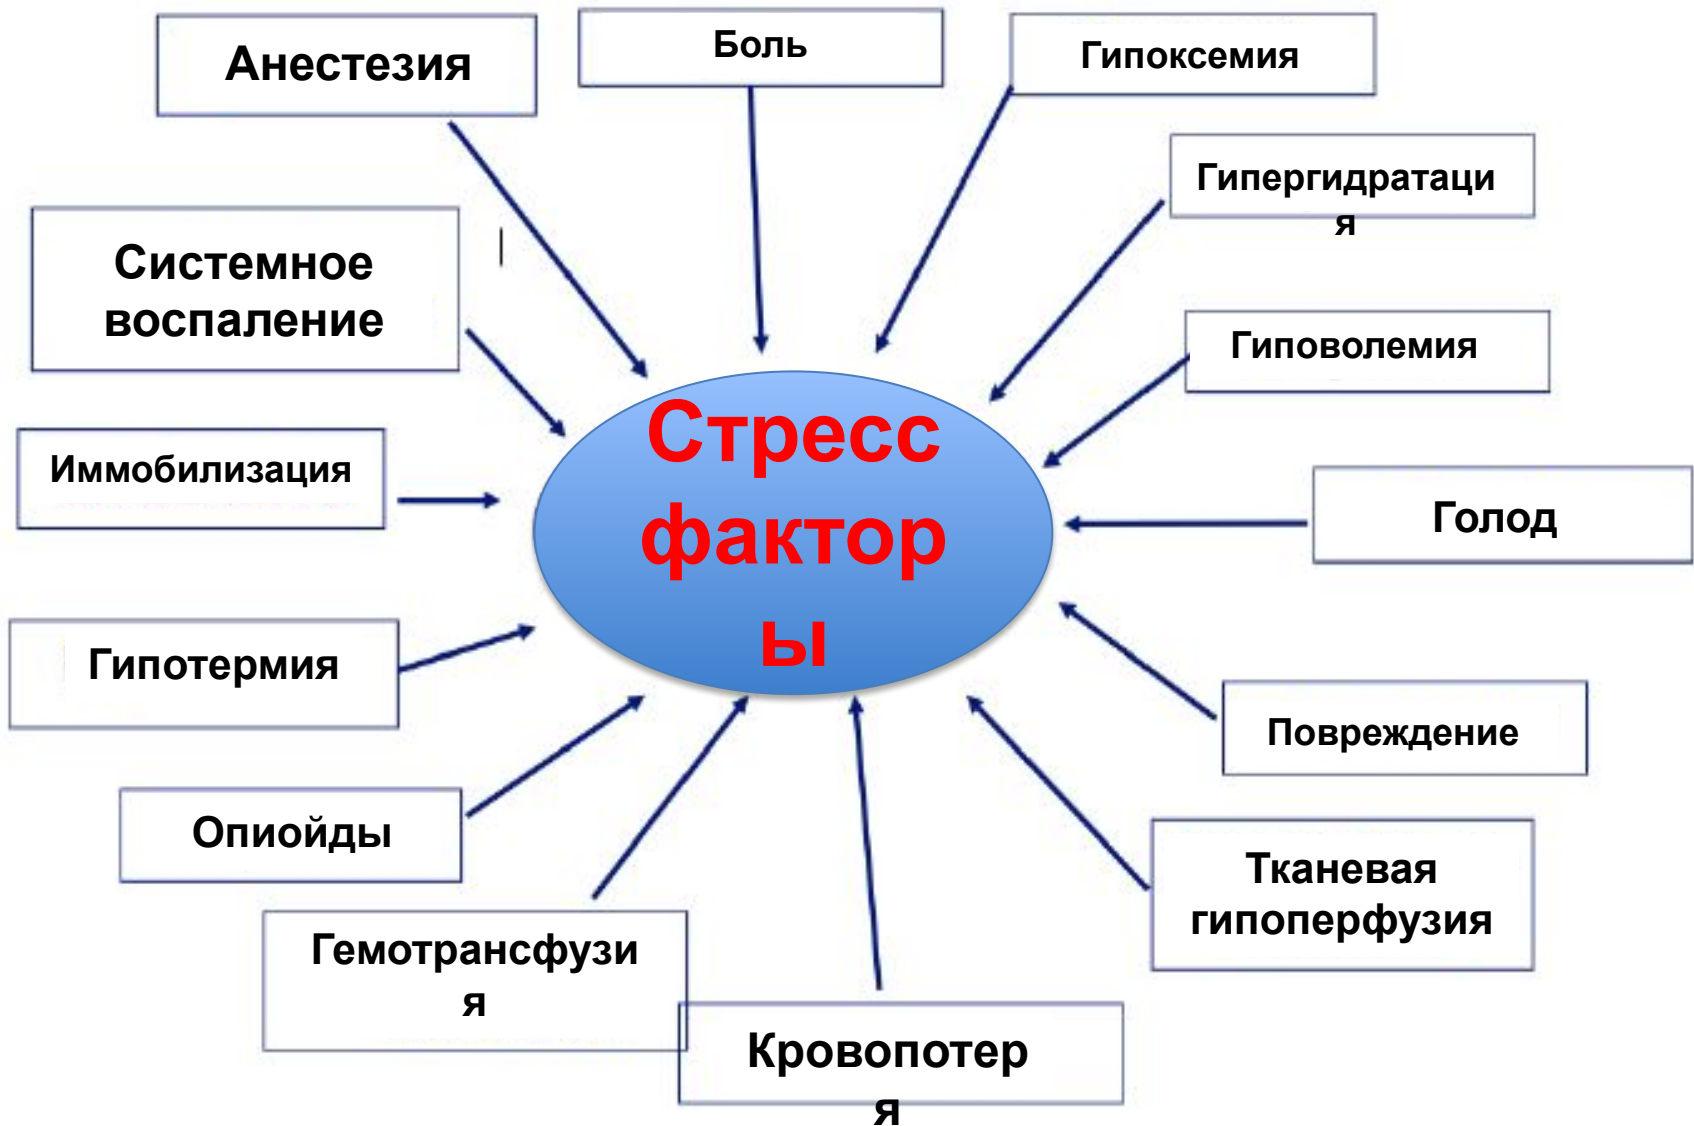 Анестезия
Боль
Гипоксемия
Гипергидратаци
я
Системное
воспаление
Гиповолемия
Стресс
фактор
ы
Иммобилизация
Голод
Гипотермия
Повреждение
Опиойды
Тканевая
гипоперфузия
Гемотрансфузи
я
Кровопотер
я